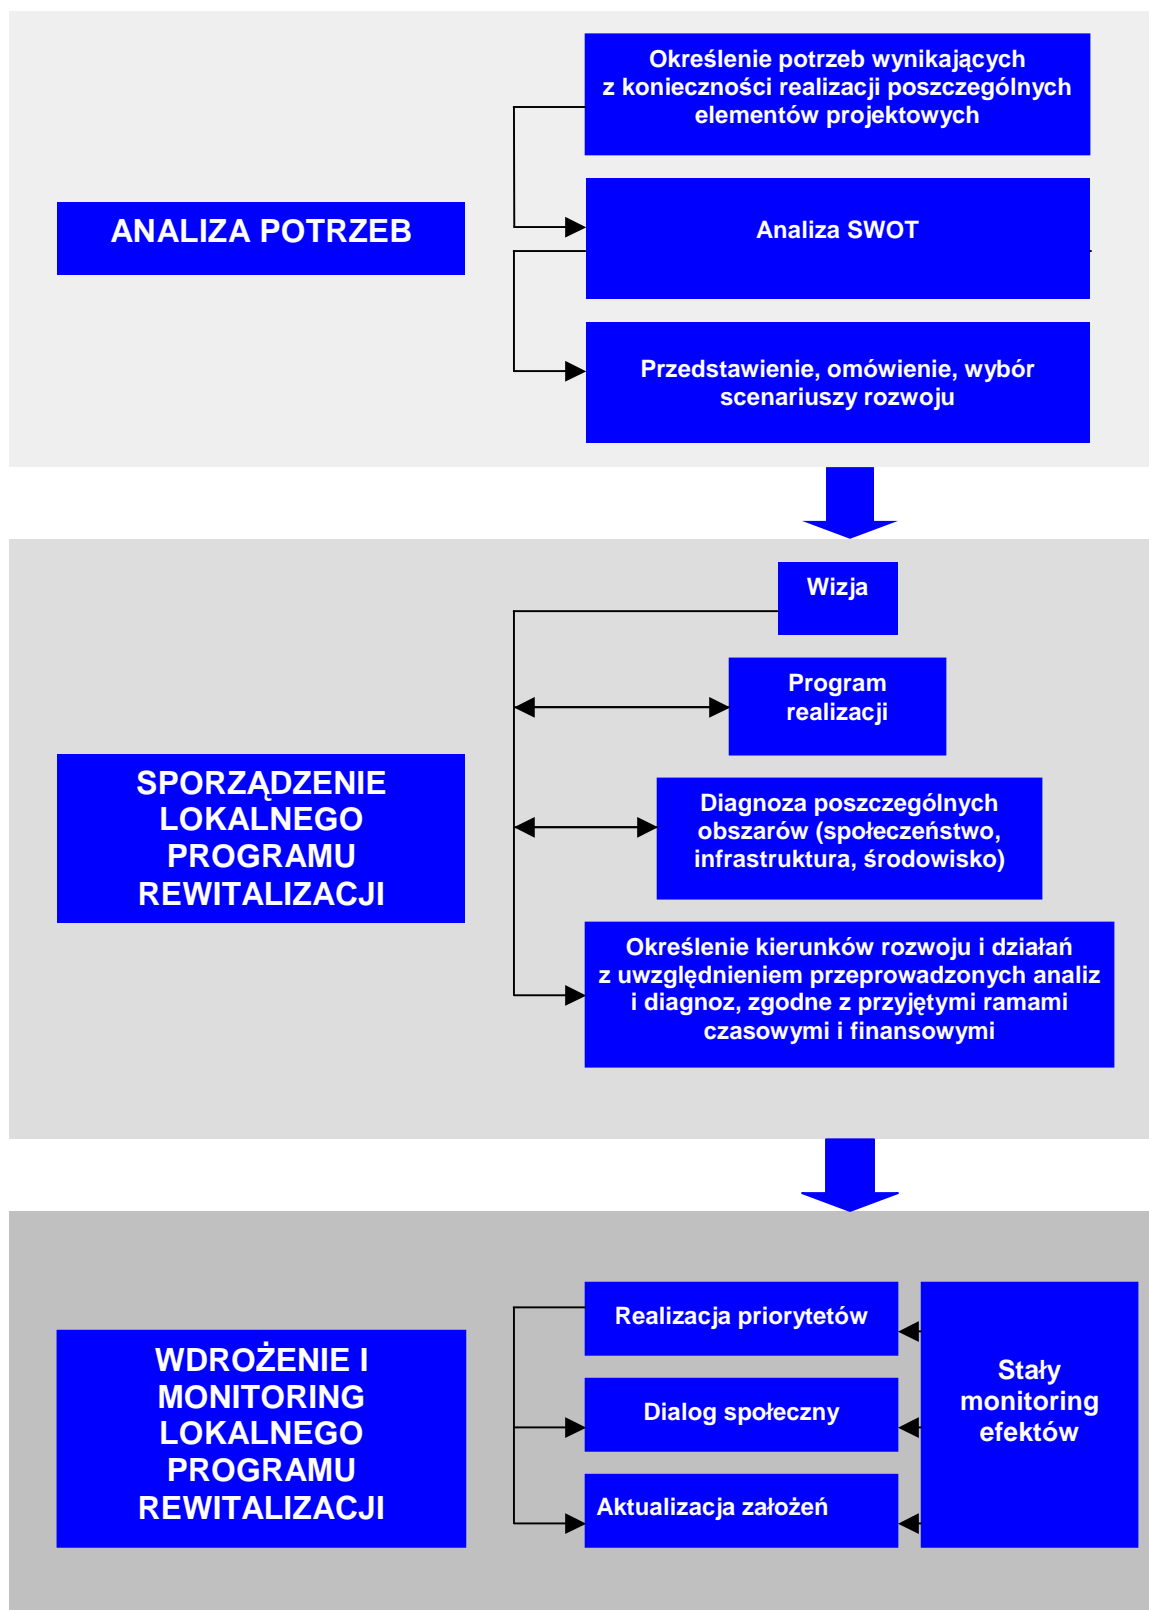 Określenie potrzeb wynikających
z konieczności realizacji poszczególnych
elementów projektowych
ANALIZA POTRZEB
Analiza SWOT
Przedstawienie, omówienie, wybór
scenariuszy rozwoju
Wizja
Program
realizacji
SPORZĄDZENIE
LOKALNEGO
PROGRAMU
REWITALIZACJI
Diagnoza poszczególnych
obszarów (społeczeństwo,
infrastruktura, środowisko)
Określenie kierunków rozwoju i działań
z uwzględnieniem przeprowadzonych analiz
i diagnoz, zgodne z przyjętymi ramami
czasowymi i finansowymi
WDROŻENIE I
MONITORING
LOKALNEGO
PROGRAMU
REWITALIZACJI
Realizacja priorytetów
Dialog społeczny
Aktualizacja założeń
Stały
monitoring
efektów